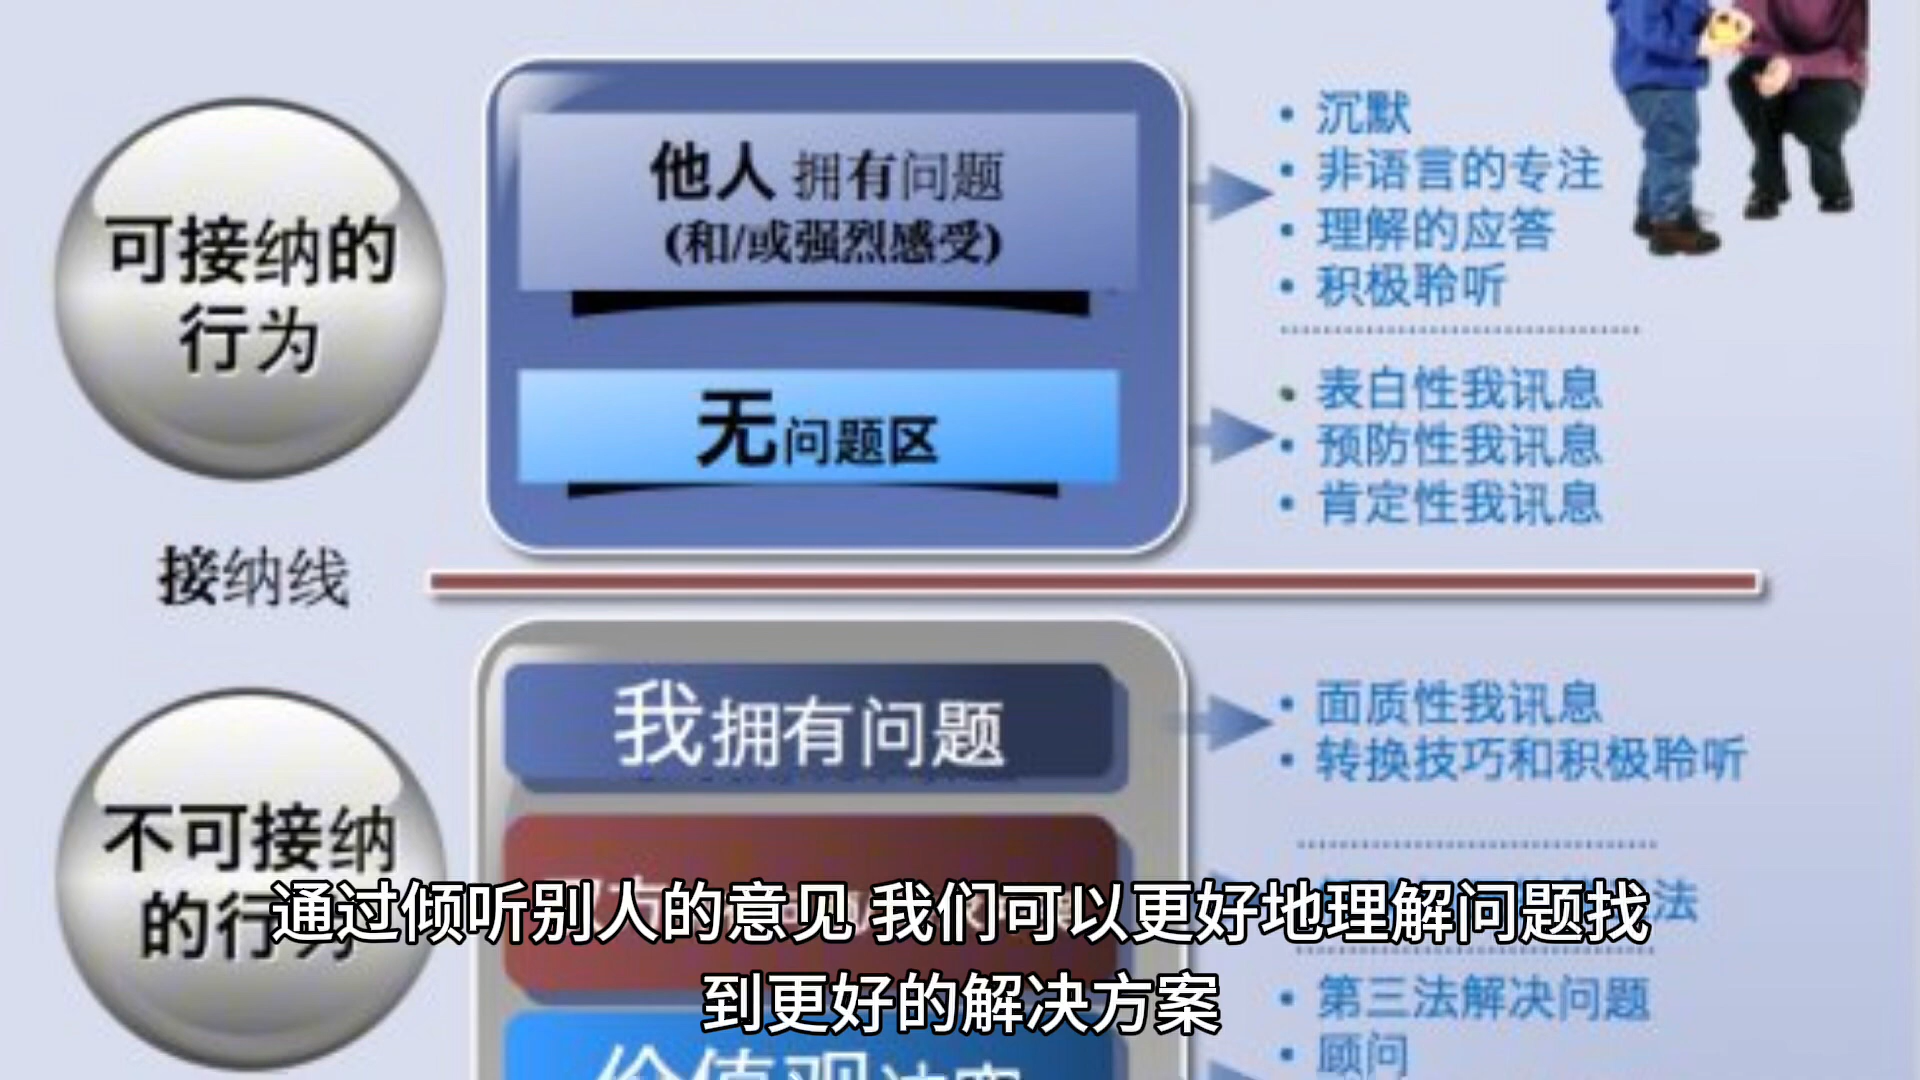 可接纳的
行为
他人 拥有问题
(和/或强烈感受)
• 沉默
• 非语言的专注
• 理解的应答
• 积极聆听
无问题区
• 表白性我讯息
• 预防性我讯息
• 肯定性我讯息
接纳线
不可接纳
的行为
我拥有问题
• 面质性我讯息
• 转换技巧和积极聆听
法
• 第三法解决问题
• 顾问
价值观
通过倾听别人的意见 我们可以更好地理解问题找
到更好的解决方案